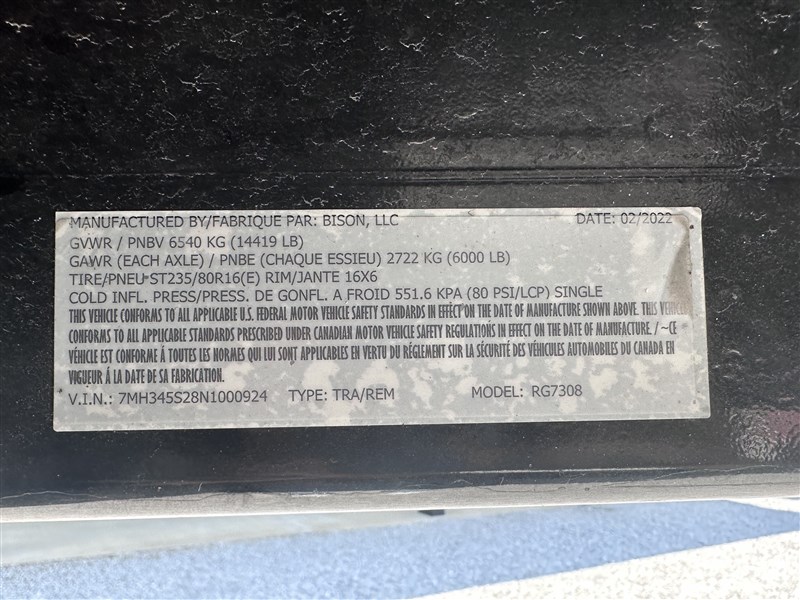 MANUFACTURED BY/FABRIQUE PAR: BISON, LLC DATE: 02/2022
GVWR / PNBV 6540 KG (14419 LB)
GAWR (EACH AXLE) / PNBE (CHAQUE ESSIEU) 2722 KG (6000 LB)
TIRE/PNEU ST235/80R16(E) RIM/JANTE 16X6
COLD INFL. PRESS/PRESS. DE GONFL. A FROID 551.6 KPA (80 PSI/LCP) SINGLE
THIS VEHICLE CONFORMS TO ALL APPLICABLE U.S. FEDERAL MOTOR VEHICLE SAFETY STANDARDS IN EFFECT ON THE DATE OF MANUFACTURE SHOWN ABOVE. THIS VEHICLE
CONFORMS TO ALL APPLICABLE STANDARDS PRESCRIBED UNDER CANADIAN MOTOR VEHICLE SAFETY REGULATIONS IN EFFECT ON THE DATE OF MANUFACTURE. / ~CE
VÉHICLE EST CONFORME À TOUTES LES NORMES QUI LUI SONT APPLICABLES EN VERTU DU RÉGLEMENT SUR LA SÉCURITÉ DES VÉHICULES AUTOMOBILES DU CANADA EN
VIGUEUR Á LA DATE DE SA FABRICATION.
V.I.N.: 7MH345S28N1000924 TYPE: TRA/REM MODEL: RG7308